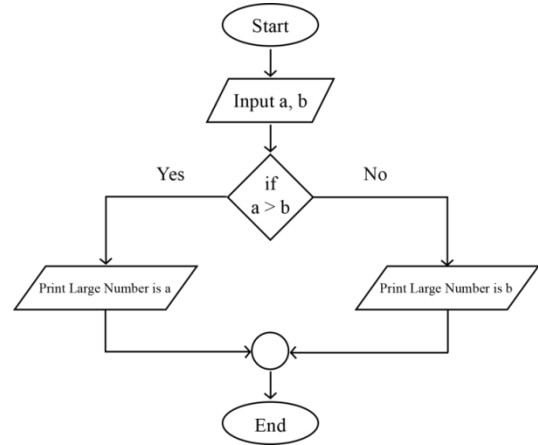 Start
Input a, b
Yes
if
a > b
No
Print Large Number is a
Print Large Number is b
End